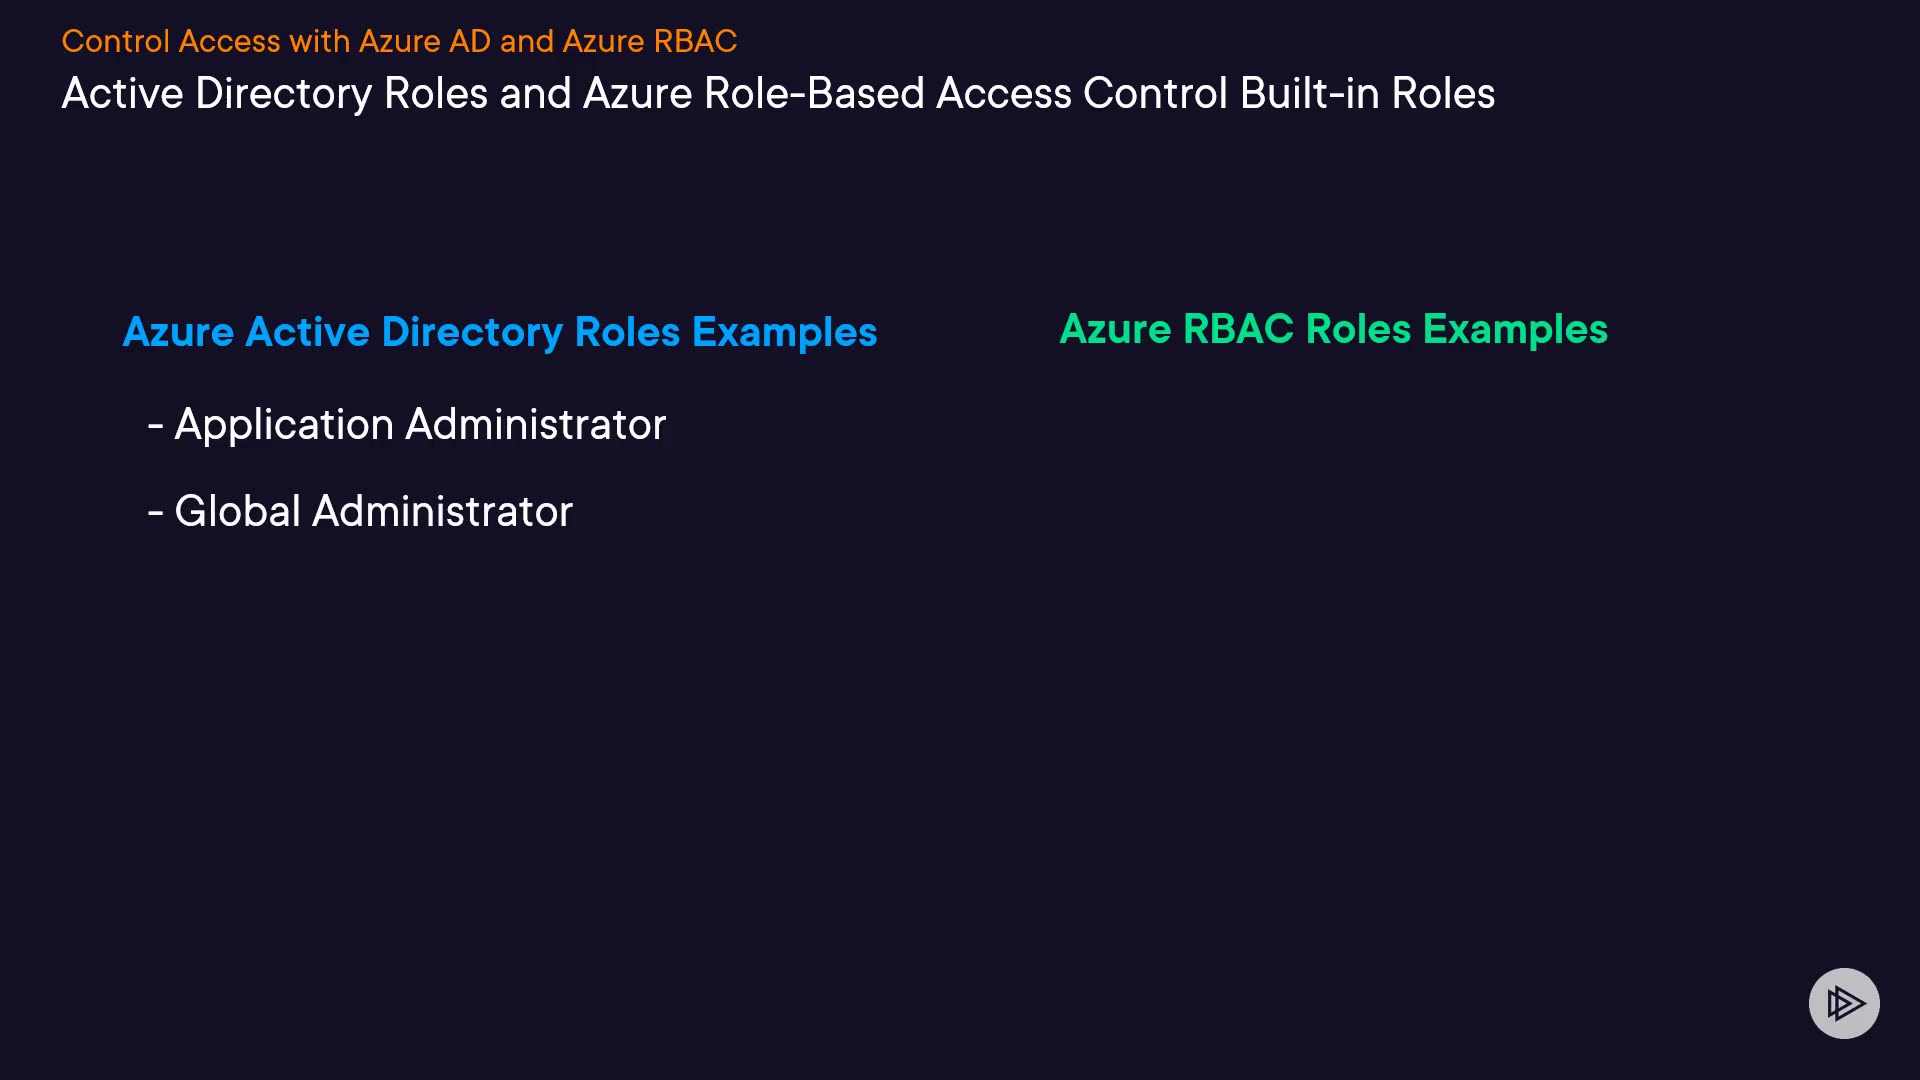 Control Access with Azure AD and Azure RBAC
Active Directory Roles and Azure Role-Based Access Control Built-in Roles
Azure Active Directory Roles Examples
- Application Administrator
- Global Administrator
Azure RBAC Roles Examples